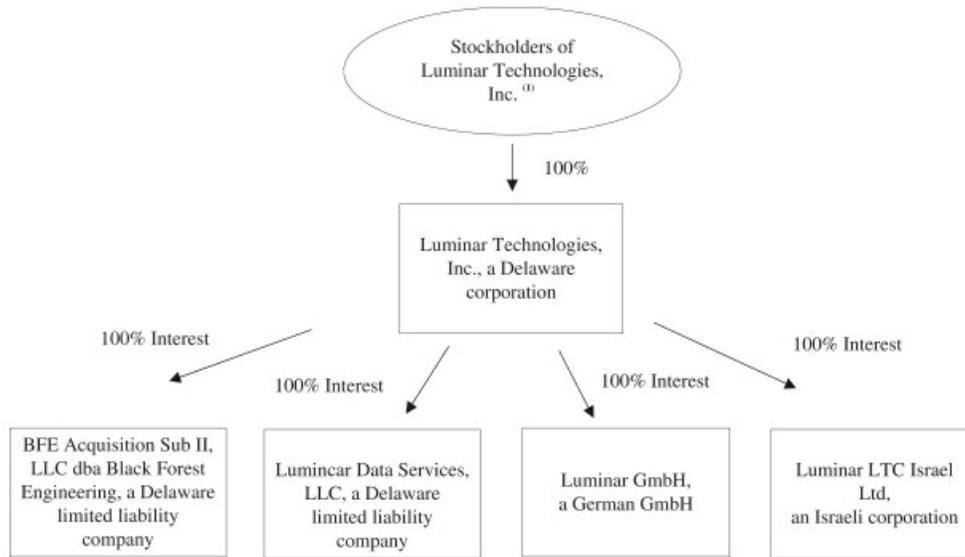 Stockholders of
Luminar Technologies,
Inc. (1)
100%
Luminar Technologies,
Inc., a Delaware
corporation
100% Interest
100% Interest
100% Interest
100% Interest
BFE Acquisition Sub II,
LLC dba Black Forest
Engineering, a Delaware
limited liability
company
Lumincar Data Services,
LLC, a Delaware
limited liability
company
Luminar GmbH,
a German GmbH
Luminar LTC Israel
Ltd,
an Israeli corporation